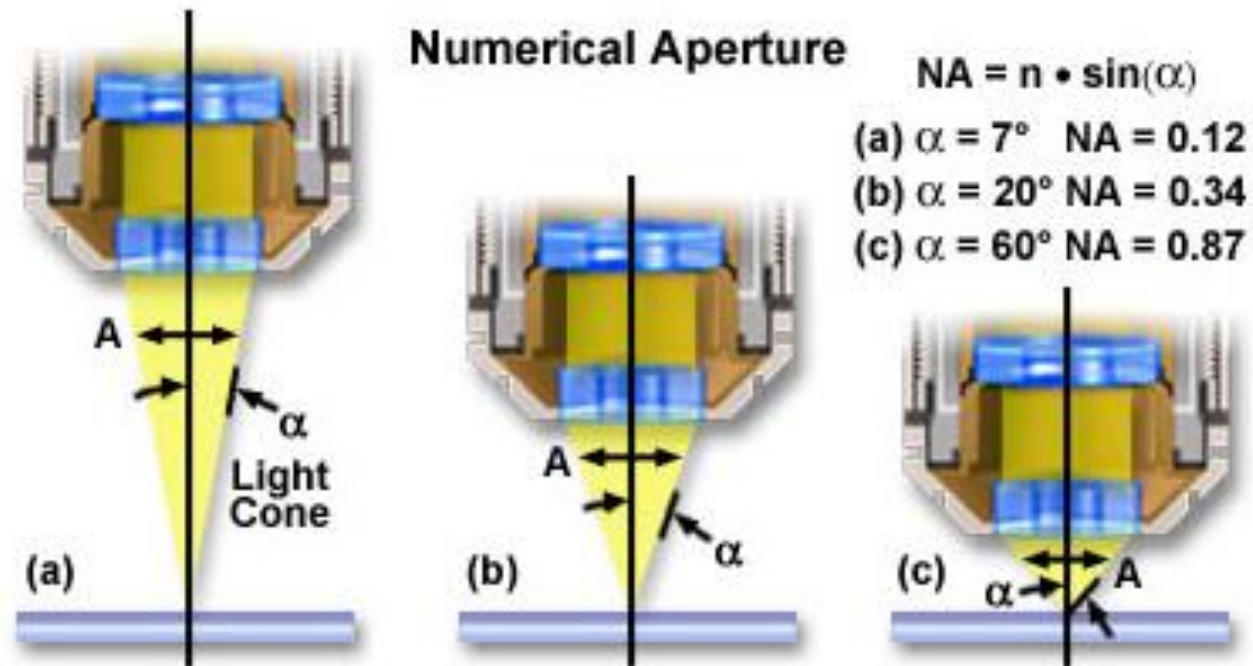 Numerical Aperture
NA = n • sin(α)
(a) α = 7° NA = 0.12
(b) α = 20° NA = 0.34
(c) α = 60° NA = 0.87
A
α
Light
Cone
(a)
A
α
(b)
A
α
(c)